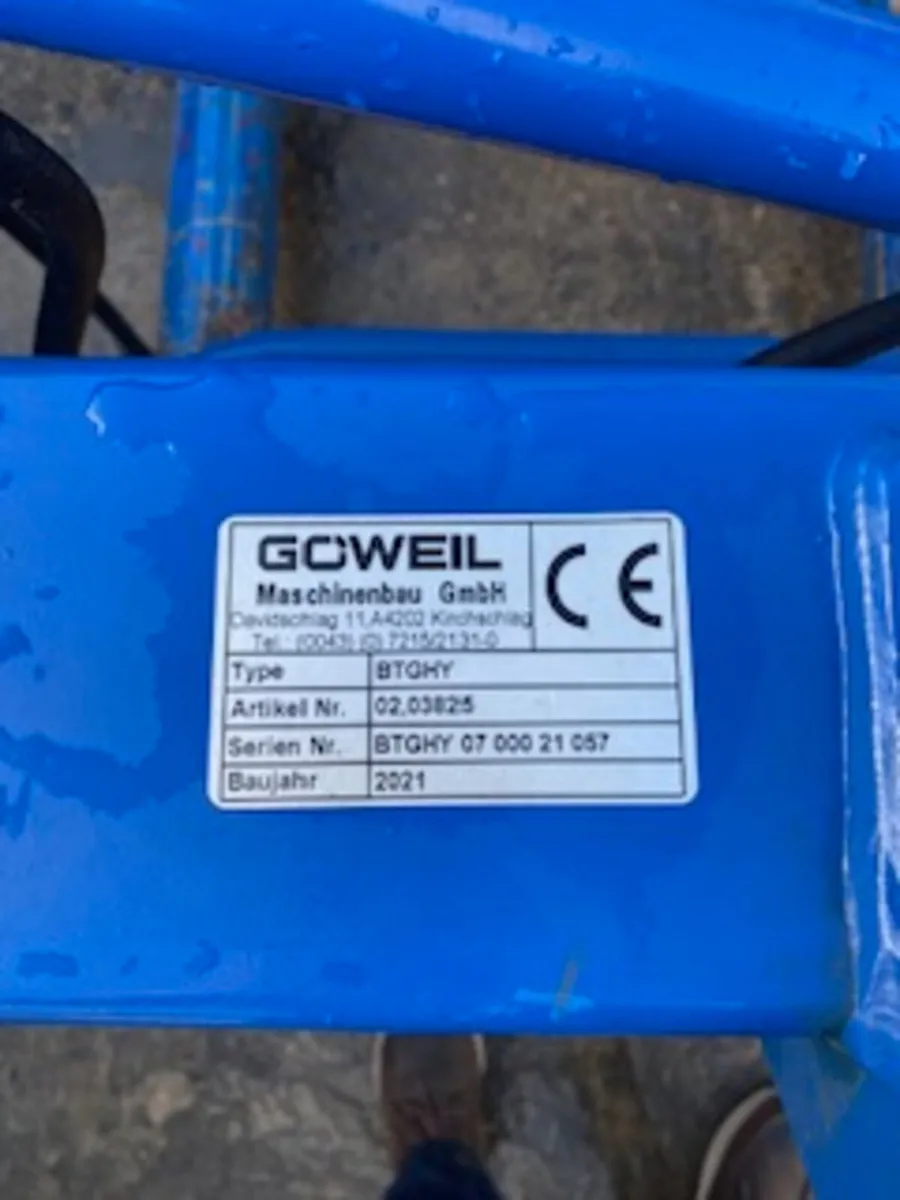 GÖWEIL
Maschinenbau GmbH
Davidschlag 11,A4202 Kirchschlag
Tel.: (0043) (0) 7215/2131-0
CE
Type BTGHY
Artikel Nr. 02.03825
Serien Nr. BTGHY 07 000 21 057
Baujahr 2021